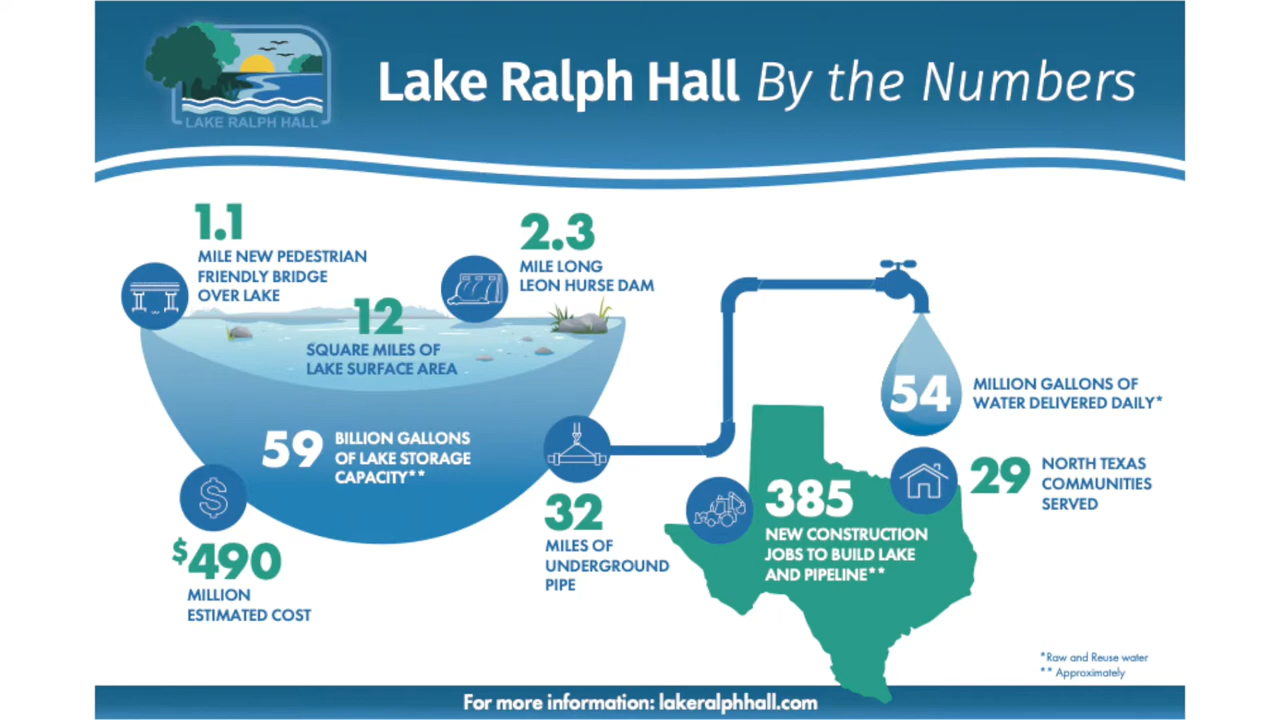 LAKE RALPH HALL
Lake Ralph Hall By the Numbers
1.1
MILE NEW PEDESTRIAN
FRIENDLY BRIDGE
OVER LAKE
2.3
MILE LONG
LEON HURSE DAM
12
SQUARE MILES OF
LAKE SURFACE AREA
59
BILLION GALLONS
OF LAKE STORAGE
CAPACITY**
$
$490
MILLION
ESTIMATED COST
32
MILES OF
UNDERGROUND
PIPE
54
MILLION GALLONS OF
WATER DELIVERED DAILY*
29
NORTH TEXAS
COMMUNITIES
SERVED
385
NEW CONSTRUCTION
JOBS TO BUILD LAKE
AND PIPELINE**
*Raw and Reuse water
** Approximately
For more information: lakeralphhall.com